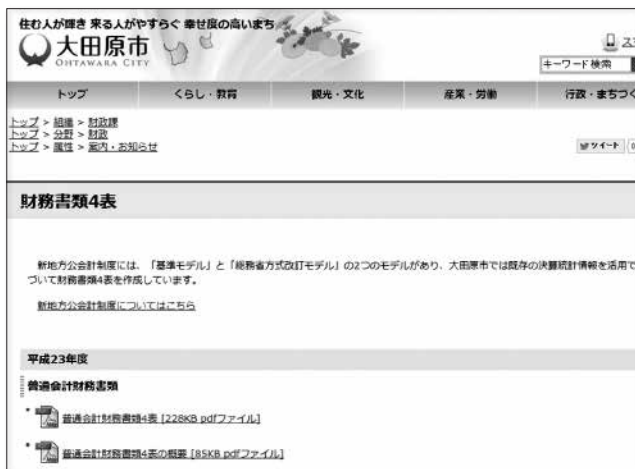 住む人が輝き 来る人がやすらぐ 幸せ度の高いまち
大田原市
OHTAWARA CITY
キーワード検索
トップ
くらし・教育
観光・文化
産業・労働
行政・まちづく
トップ > 組織 > 財政課
トップ > 分野 > 財政
トップ > 属性 > 案内・お知らせ
ツイート
財務書類4表
新地方公会計制度には、「基準モデル」と「総務省方式改訂モデル」の2つのモデルがあり、大田原市では既存の決算統計情報を活用で
づいて財務書類4表を作成しています。
新地方公会計制度についてはこちら
平成23年度
普通会計財務書類
普通会計財務書類4表 [228KB pdfファイル]
普通会計財務書類4表の概要 [85KB pdfファイル]